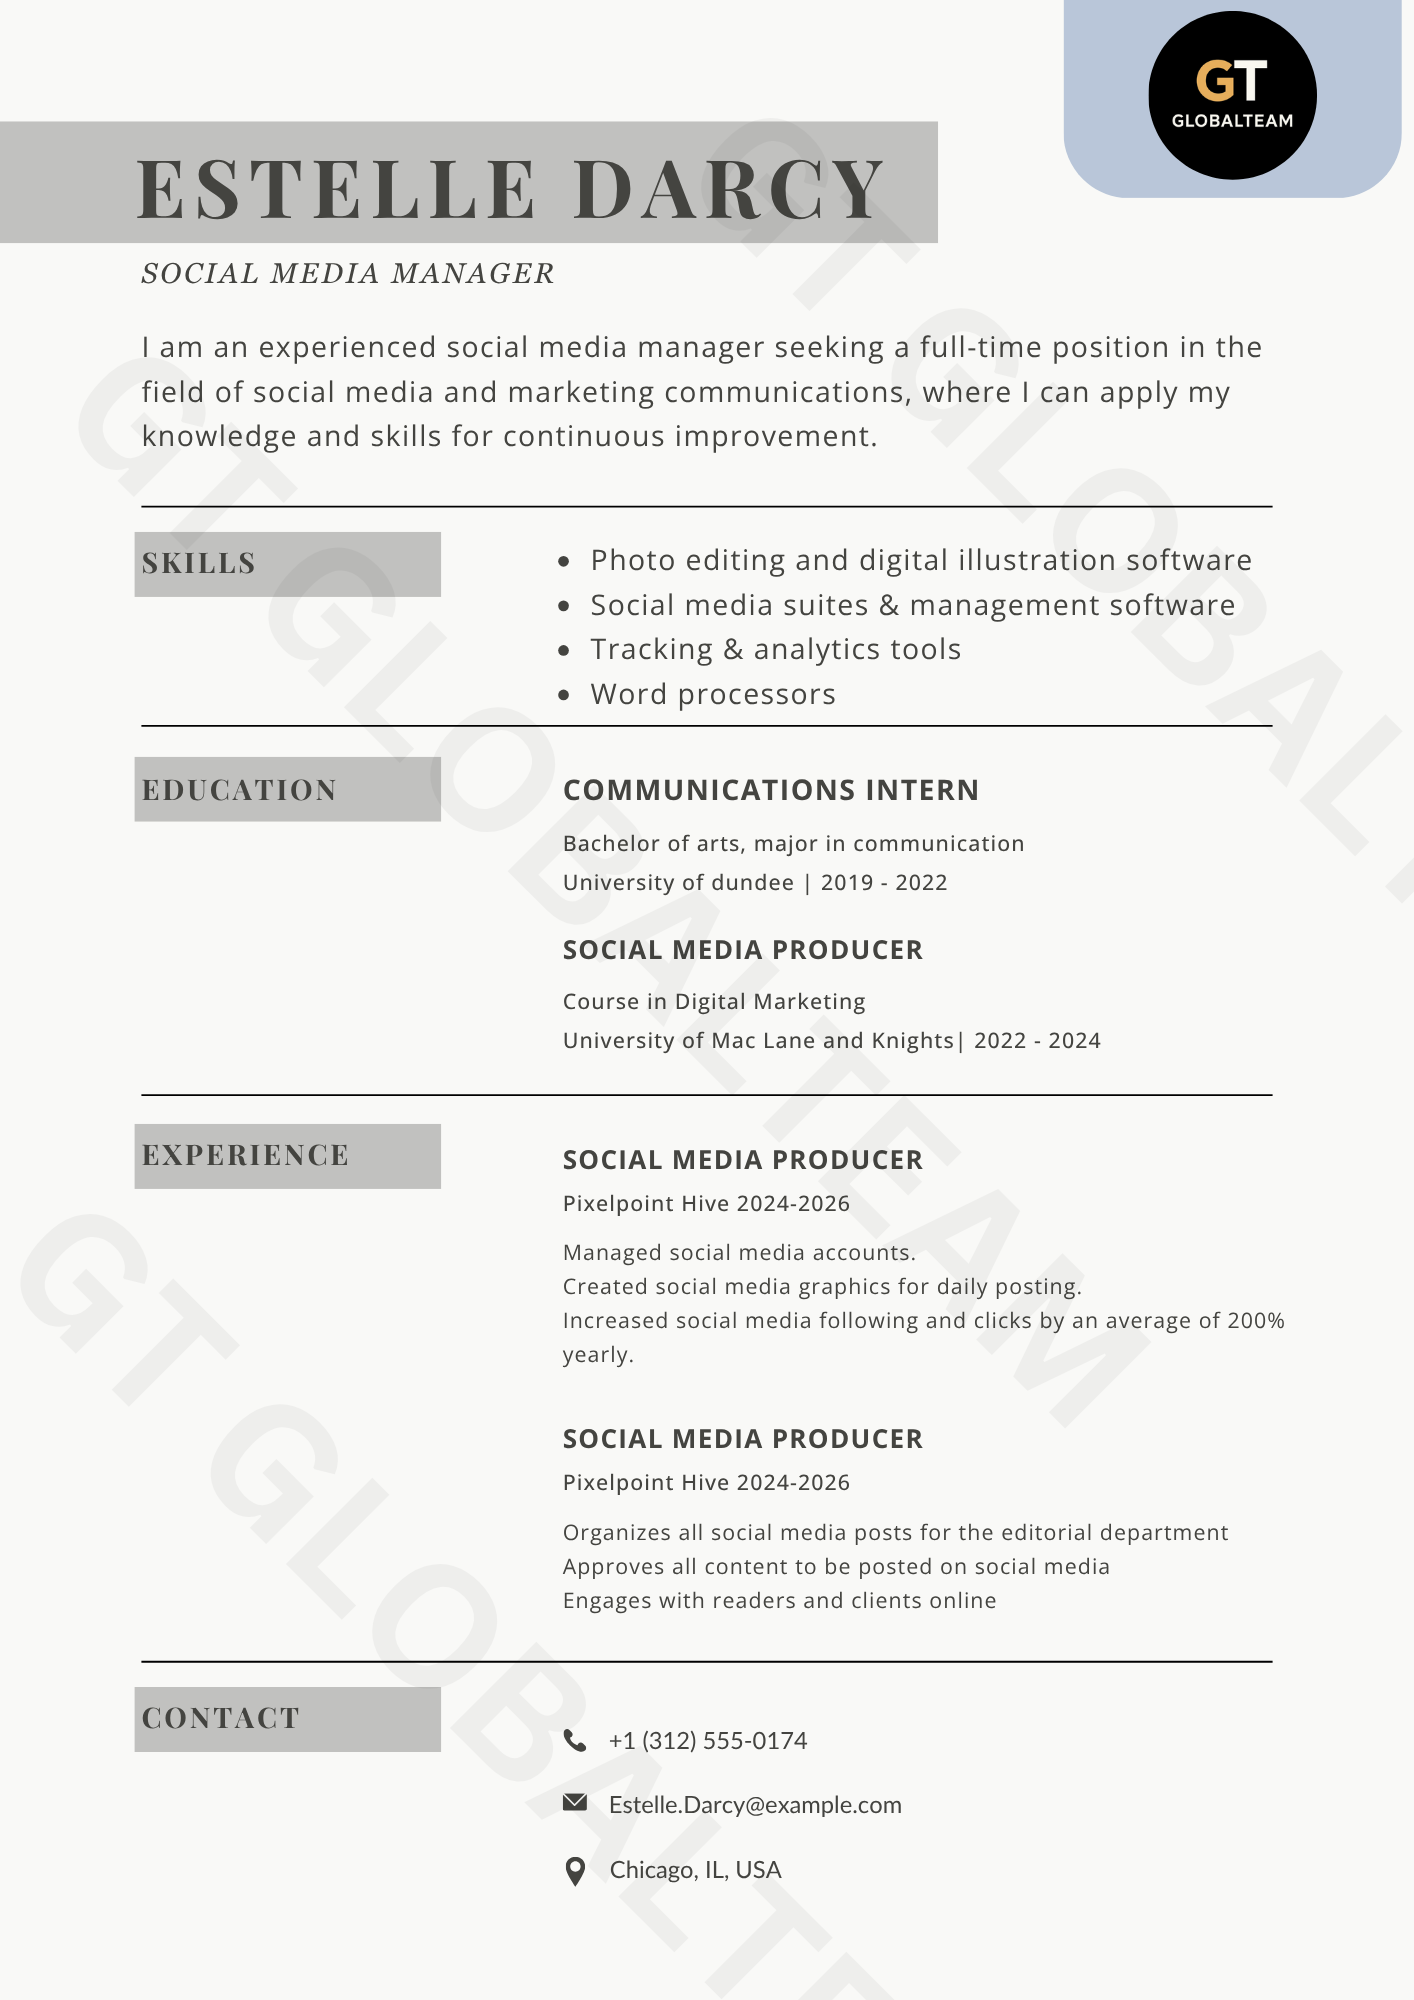 GT
GLOBALTEAM
ESTELLE DARCY
SOCIAL MEDIA MANAGER
I am an experienced social media manager seeking a full-time position in the
field of social media and marketing communications, where I can apply my
knowledge and skills for continuous improvement.
SKILLS
• Photo editing and digital illustration software
• Social media suites & management software
• Tracking & analytics tools
• Word processors
EDUCATION
COMMUNICATIONS INTERN
Bachelor of arts, major in communication
University of dundee | 2019 - 2022
SOCIAL MEDIA PRODUCER
Course in Digital Marketing
University of Mac Lane and Knights| 2022 - 2024
EXPERIENCE
SOCIAL MEDIA PRODUCER
Pixelpoint Hive 2024-2026
Managed social media accounts.
Created social media graphics for daily posting.
Increased social media following and clicks by an average of 200%
yearly.
SOCIAL MEDIA PRODUCER
Pixelpoint Hive 2024-2026
Organizes all social media posts for the editorial department
Approves all content to be posted on social media
Engages with readers and clients online
CONTACT
+1 (312) 555-0174
Estelle.Darcy@example.com
Chicago, IL, USA
GT GLOBALT
GT GLOBALTEAM
GT GLOBALTE